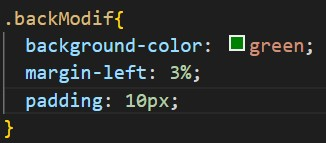 .backModif{
background-color: green;
margin-left: 3%;
padding: 10px;
}